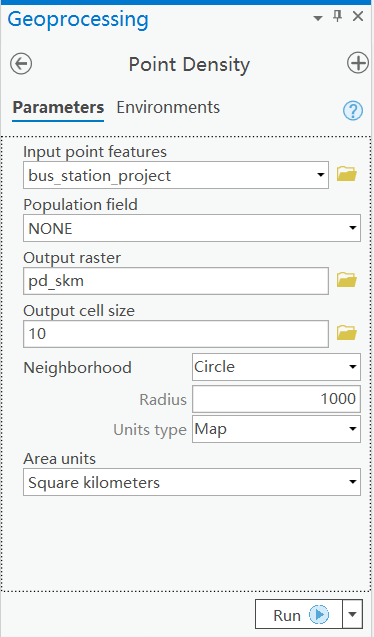 Geoprocessing
Point Density
Parameters Environments
Input point features
bus_station_project
Population field
NONE
Output raster
pd_skm
Output cell size
10
Neighborhood Circle
Radius 1000
Units type Map
Area units
Square kilometers
Run